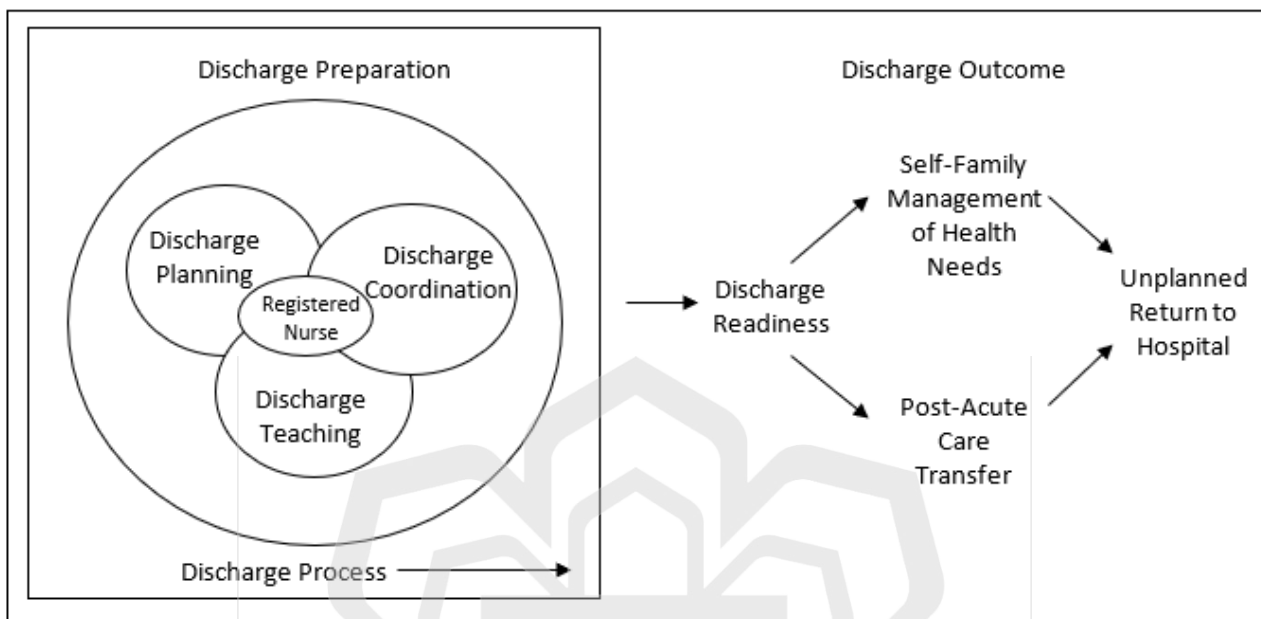 Discharge Preparation
Discharge
Planning
Discharge
Coordination
Registered
Nurse
Discharge
Teaching
Discharge Process
Discharge Outcome
Discharge
Readiness
Self-Family
Management
of Health
Needs
Post-Acute
Care
Transfer
Unplanned
Return to
Hospital